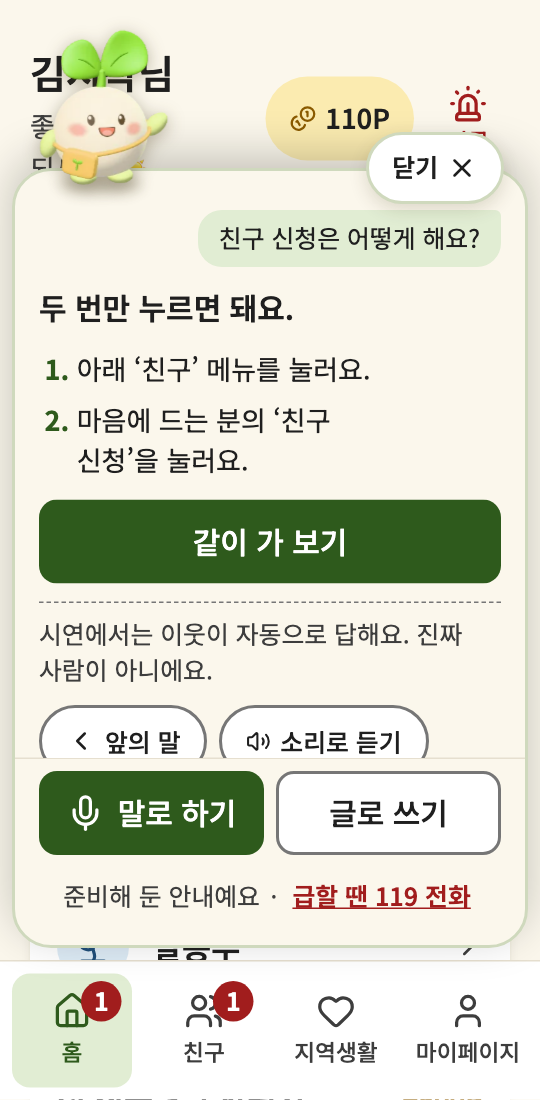 110P
닫기
친구 신청은 어떻게 해요?
두 번만 누르면 돼요.
1. 아래 ‘친구’ 메뉴를 눌러요.
2. 마음에 드는 분의 ‘친구
신청’을 눌러요.
같이 가 보기
시연에서는 이웃이 자동으로 답해요. 진짜
사람이 아니에요.
앞의 말
소리로 듣기
말로 하기
글로 쓰기
준비해 둔 안내예요 · 급할 땐 119 전화
1
1
홈
친구
지역생활
마이페이지